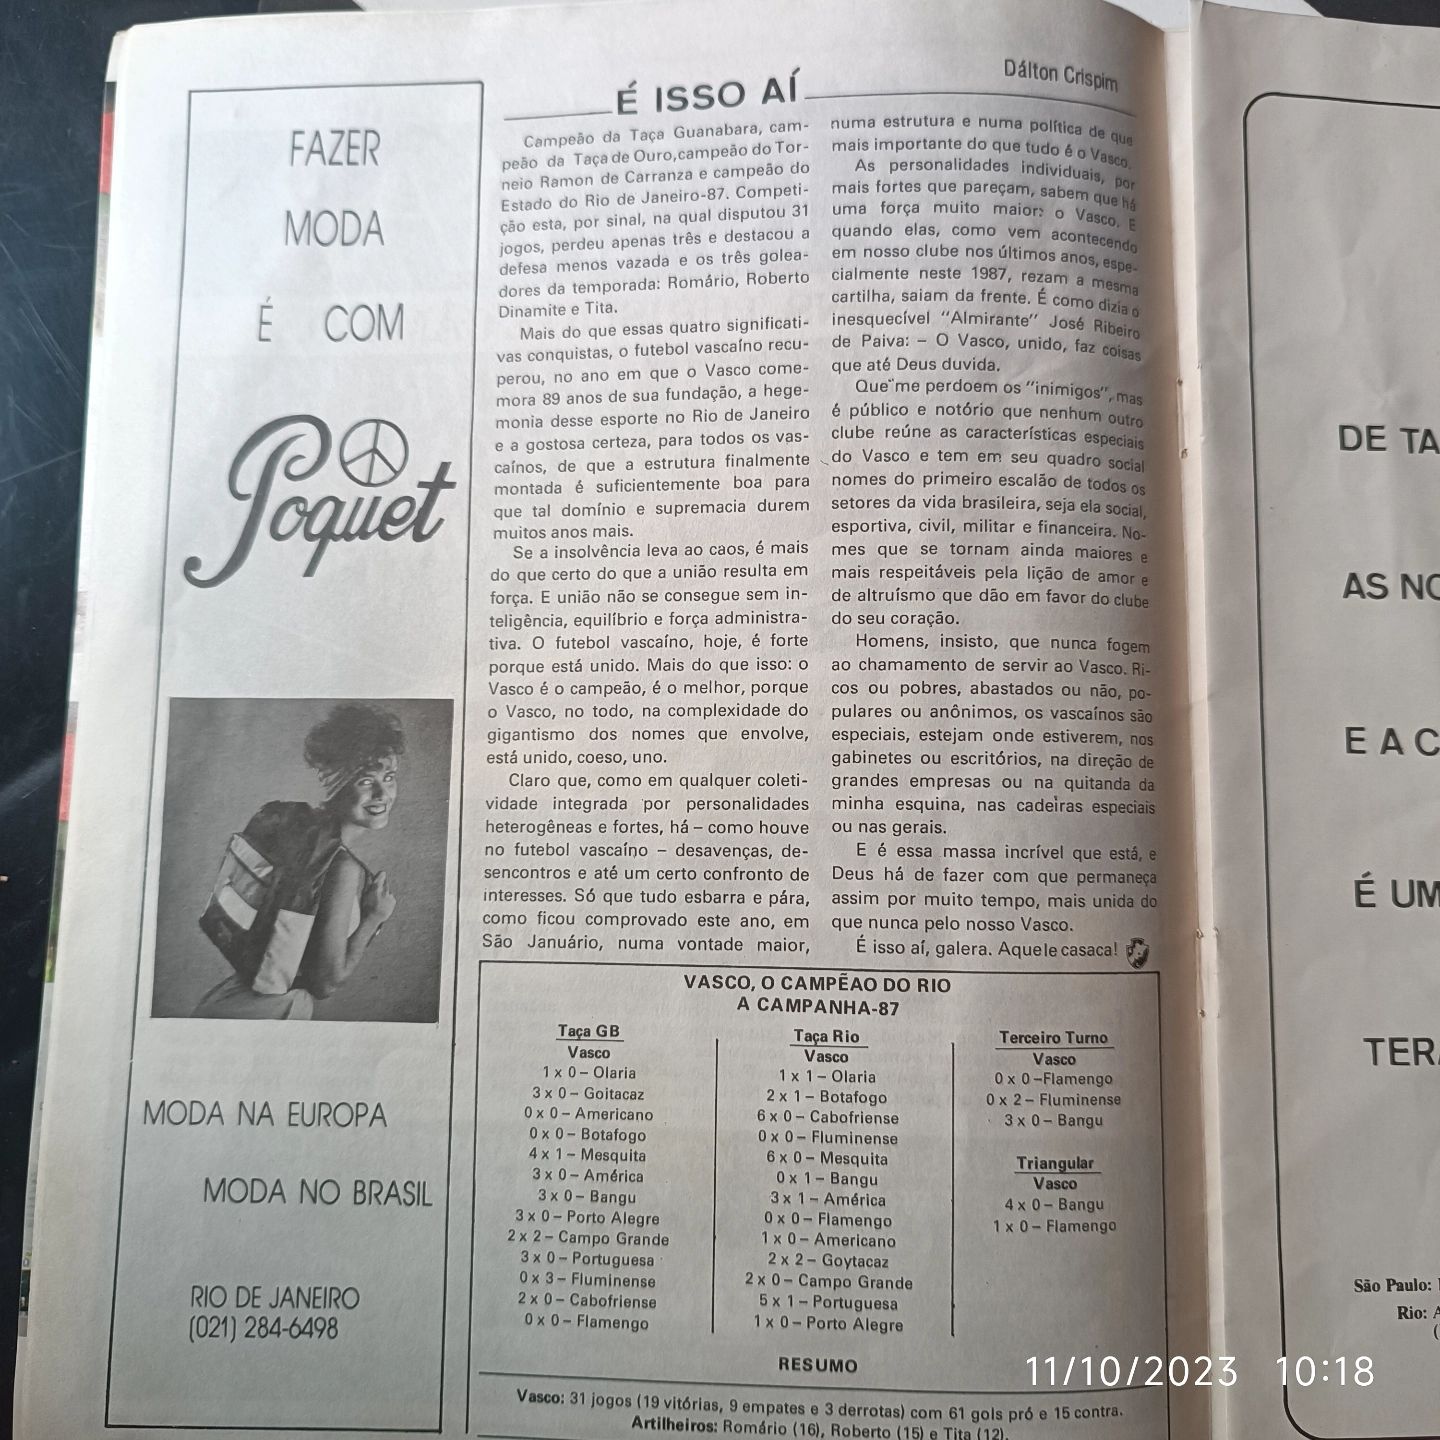 FAZER
MODA
É COM
Poquet
MODA NA EUROPA
MODA NO BRASIL
RIO DE JANEIRO
(021) 284-6498
É ISSO AÍ
Dálton Crispim
Campeão da Taça Guanabara, cam-
peão da Taça de Ouro, campeão do Tor-
neio Ramon de Carranza e campeão do
Estado do Rio de Janeiro-87. Competi-
ção esta, por sinal, na qual disputou 31
jogos, perdeu apenas três e destacou a
defesa menos vazada e os três golea-
dores da temporada: Romário, Roberto
Dinamite e Tita.
Mais do que essas quatro significati-
vas conquistas, o futebol vascaíno recu-
perou, no ano em que o Vasco come-
mora 89 anos de sua fundação, a hege-
monia desse esporte no Rio de Janeiro
e a gostosa certeza, para todos os vas-
caínos, de que a estrutura finalmente
montada é suficientemente boa para
que tal domínio e supremacia durem
muitos anos mais.
Se a insolvência leva ao caos, é mais
do que certo do que a união resulta em
força. E união não se consegue sem in-
teligência, equilíbrio e força administra-
tiva. O futebol vascaíno, hoje, é forte
porque está unido. Mais do que isso: o
Vasco é o campeão, é o melhor, porque
o Vasco, no todo, na complexidade do
gigantismo dos nomes que envolve,
está unido, coeso, uno.
Claro que, como em qualquer coleti-
vidade integrada por personalidades
heterogêneas e fortes, há – como houve
no futebol vascaíno – desavenças, de-
sencontros e até um certo confronto de
interesses. Só que tudo esbarra e pára,
como ficou comprovado este ano, em
São Januário, numa vontade maior,
numa estrutura e numa política de que
mais importante do que tudo é o Vasco.
As personalidades individuais, por
mais fortes que pareçam, sabem que há
uma força muito maior: o Vasco. E
quando elas, como vem acontecendo
em nosso clube nos últimos anos, espe-
cialmente neste 1987, rezam a mesma
cartilha, saiam da frente. É como dizia o
inesquecível "Almirante" José Ribeiro
de Paiva: – O Vasco, unido, faz coisas
que até Deus duvida.
Que me perdoem os "inimigos", mas
é público e notório que nenhum outro
clube reúne as características especiais
do Vasco e tem em seu quadro social
nomes do primeiro escalão de todos os
setores da vida brasileira, seja ela social,
esportiva, civil, militar e financeira. No-
mes que se tornam ainda maiores e
mais respeitáveis pela lição de amor e
de altruísmo que dão em favor do clube
do seu coração.
Homens, insisto, que nunca fogem
ao chamamento de servir ao Vasco. Ri-
cos ou pobres, abastados ou não, po-
pulares ou anônimos, os vascaínos são
especiais, estejam onde estiverem, nos
gabinetes ou escritórios, na direção de
grandes empresas ou na quitanda da
minha esquina, nas cadeiras especiais
ou nas gerais.
E é essa massa incrível que está, e
Deus há de fazer com que permaneça
assim por muito tempo, mais unida do
que nunca pelo nosso Vasco.
É isso aí, galera. Aquele casaca!
VASCO, O CAMPẼAO DO RIO
A CAMPANHA-87
Taça GB
Vasco
1 x 0 – Olaria
3 x 0 – Goitacaz
0 x 0 – Americano
0 x 0 – Botafogo
4 x 1 – Mesquita
3 x 0 – América
3 x 0 – Bangu
3 x 0 – Porto Alegre
2 x 2 – Campo Grande
3 x 0 – Portuguesa
0 x 3 – Fluminense
2 x 0 – Cabofriense
0 x 0 – Flamengo
Taça Rio
Vasco
1 x 1 – Olaria
2 x 1 – Botafogo
6 x 0 – Cabofriense
0 x 0 – Fluminense
6 x 0 – Mesquita
0 x 1 – Bangu
3 x 1 – América
0 x 0 – Flamengo
1 x 0 – Americano
2 x 2 – Goytacaz
2 x 0 – Campo Grande
5 x 1 – Portuguesa
1 x 0 – Porto Alegre
Terceiro Turno
Vasco
0 x 0 – Flamengo
0 x 2 – Fluminense
3 x 0 – Bangu
Triangular
Vasco
4 x 0 – Bangu
1 x 0 – Flamengo
RESUMO
Vasco: 31 jogos (19 vitórias, 9 empates e 3 derrotas) com 61 gols pró e 15 contra.
Artilheiros: Romário (16), Roberto (15) e Tita (12).
DE TA
AS NO
E A C
É UM
TER
São Paulo:
Rio: A
(
11/10/2023 10:18